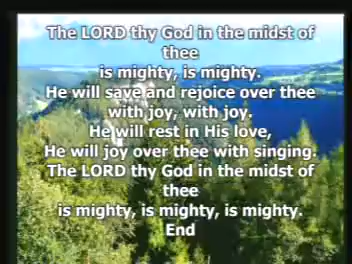 The LORD thy God in the midst of
thee
is mighty, is mighty.
He will save and rejoice over thee
with joy, with joy.
He will rest in His love,
He will joy over thee with singing.
The LORD thy God in the midst of
thee
is mighty, is mighty, is mighty.
End